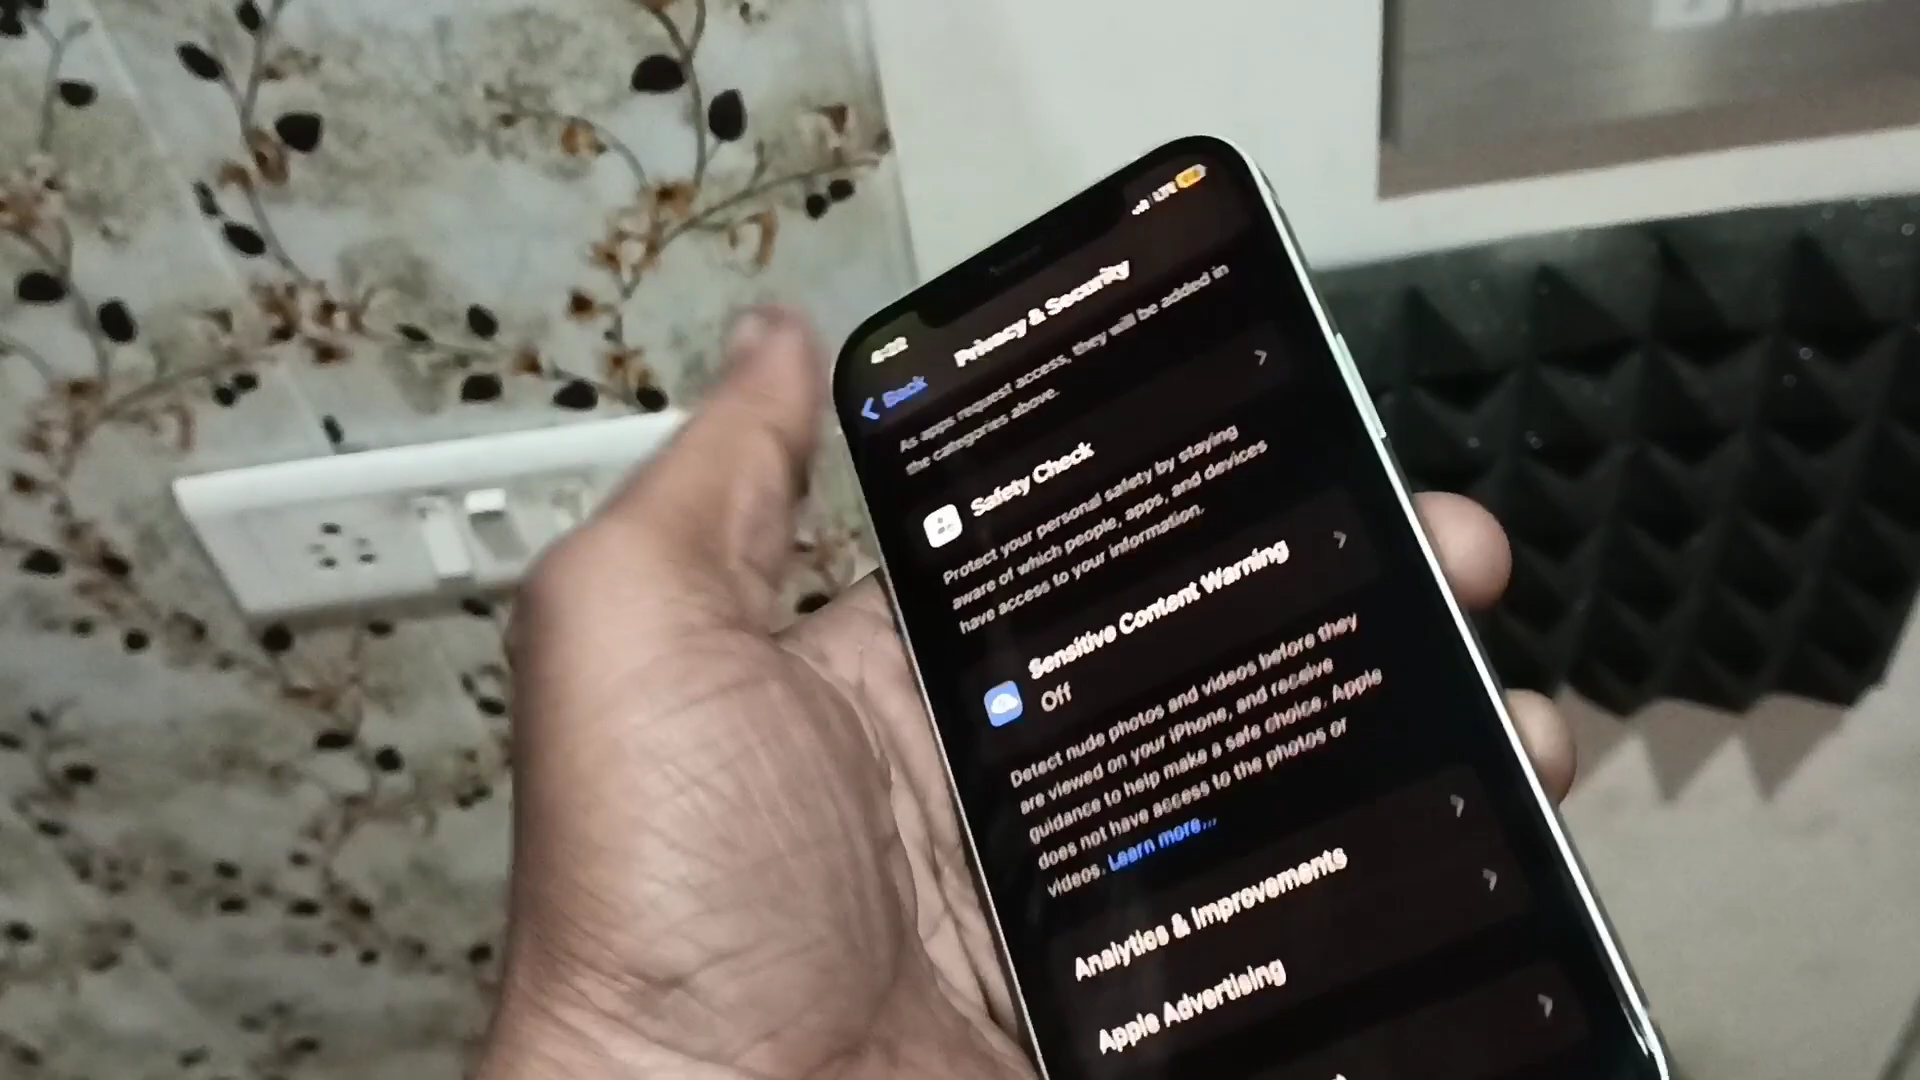 LTE
Back
Privacy & Security
As apps request access, they will be added in
the categories above.
Safety Check
Protect your personal safety by staying
aware of which people, apps, and devices
have access to your information.
Sensitive Content Warning
Off
Detect nude photos and videos before they
are viewed on your iPhone, and receive
guidance to help make a safe choice. Apple
does not have access to the photos or
videos. Learn more...
Analytics & Improvements
Apple Advertising